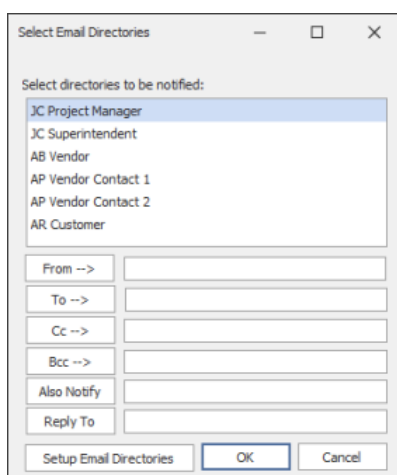 Select Email Directories
Select directories to be notified:
JC Project Manager
JC Superintendent
AB Vendor
AP Vendor Contact 1
AP Vendor Contact 2
AR Customer
From -->
To -->
Cc -->
Bcc -->
Also Notify
Reply To
Setup Email Directories OK Cancel